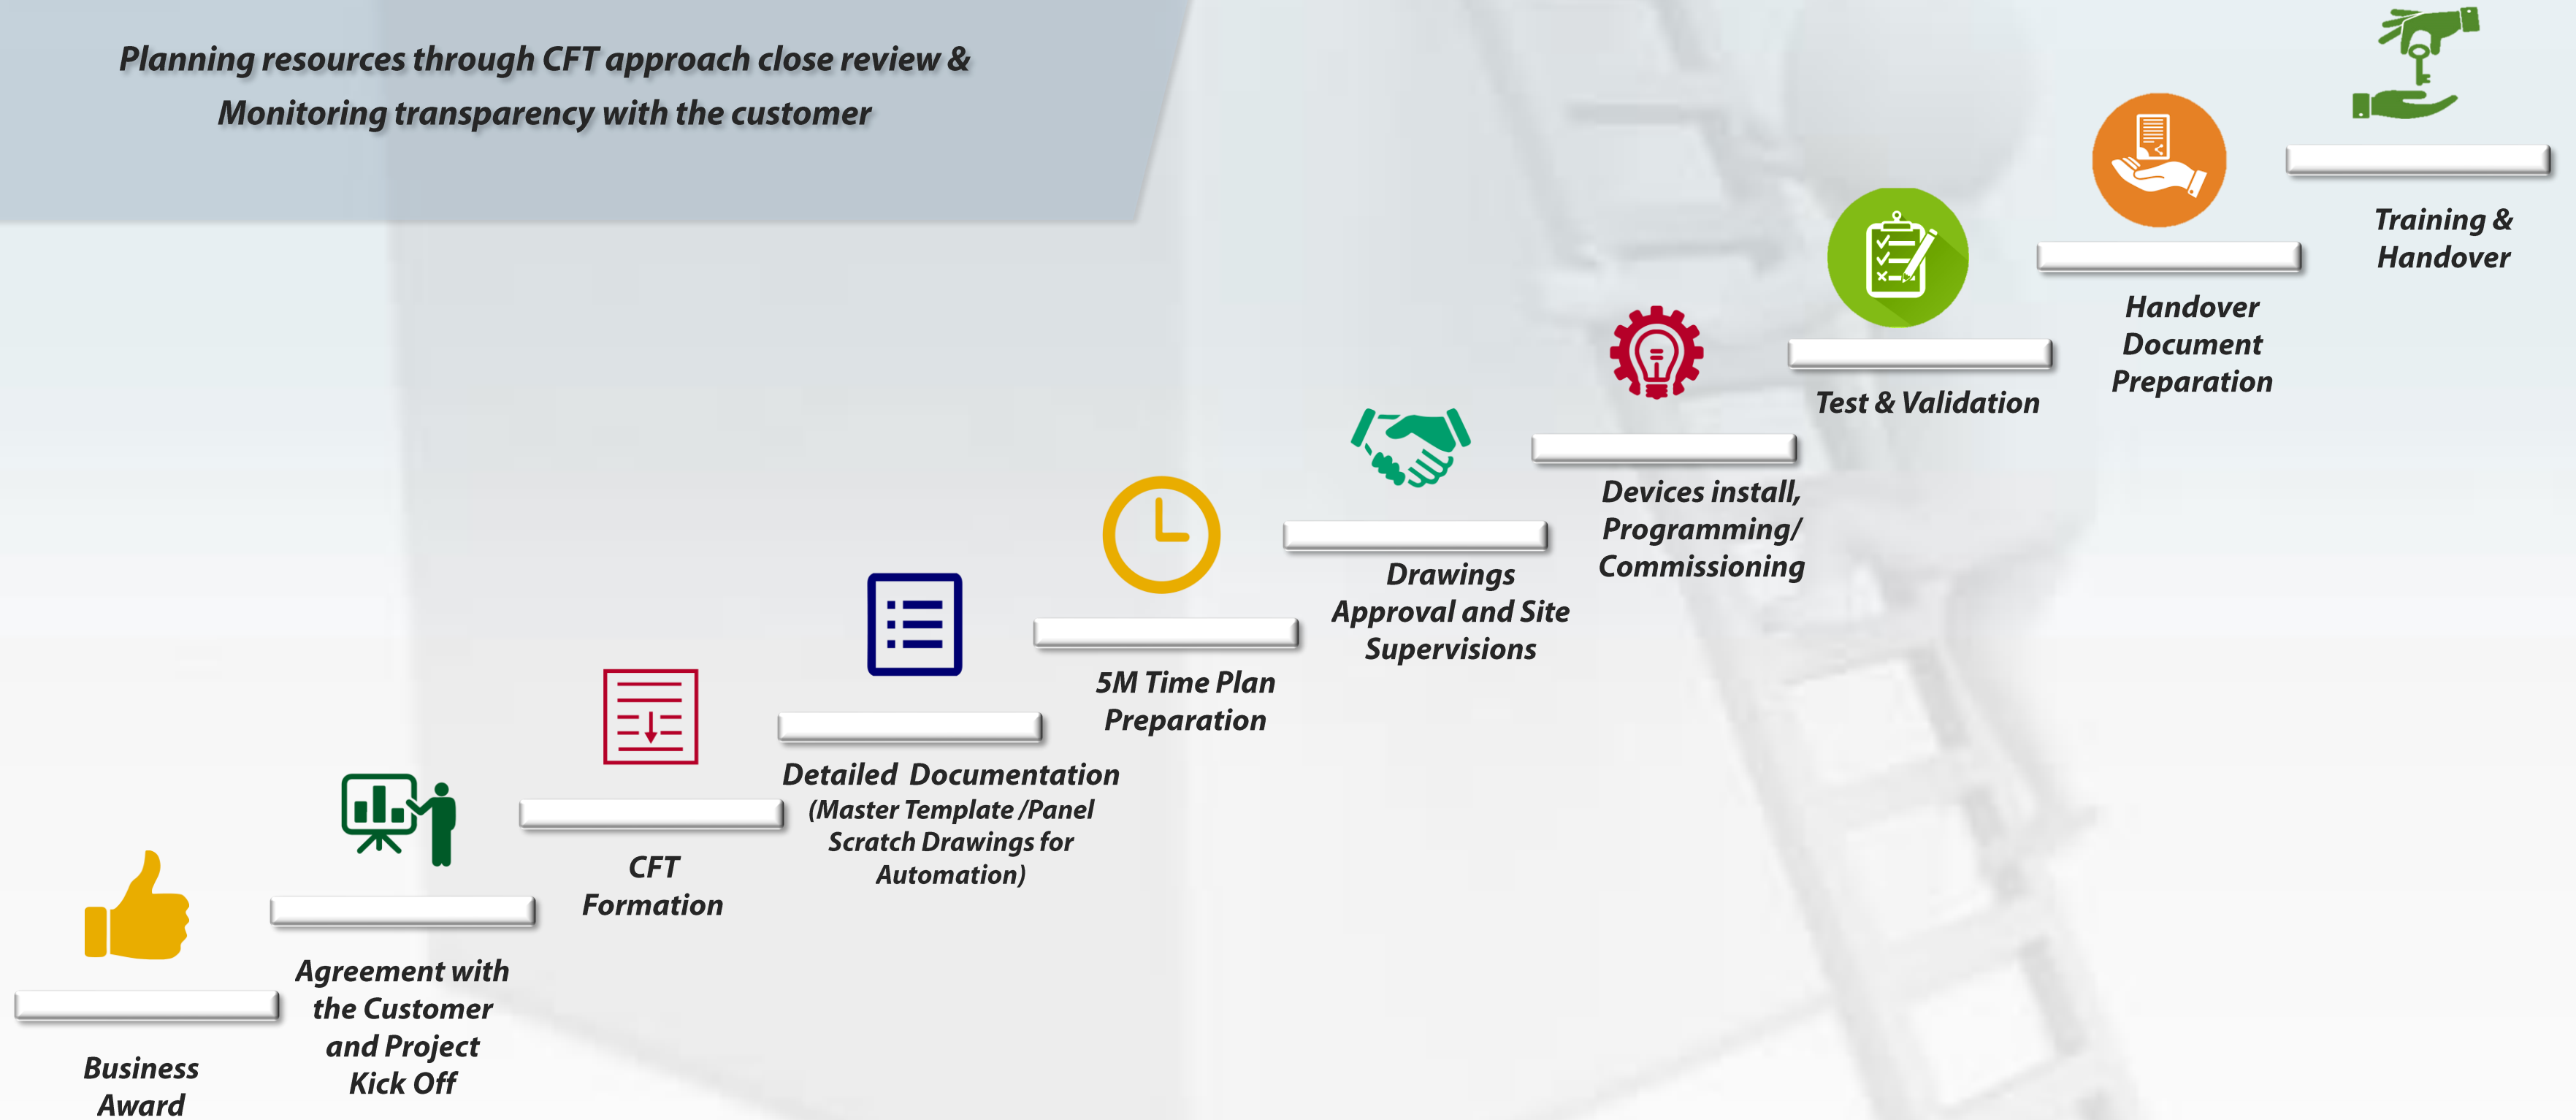 Planning resources through CFT approach close review &
Monitoring transparency with the customer
Business
Award
Agreement with
the Customer
and Project
Kick Off
CFT
Formation
Detailed  Documentation
(Master Template /Panel
Scratch Drawings for
Automation)
5M Time Plan
Preparation
Drawings
Approval and Site
Supervisions
Devices install,
Programming/
Commissioning
Test & Validation
Handover
Document
Preparation
Training &
Handover